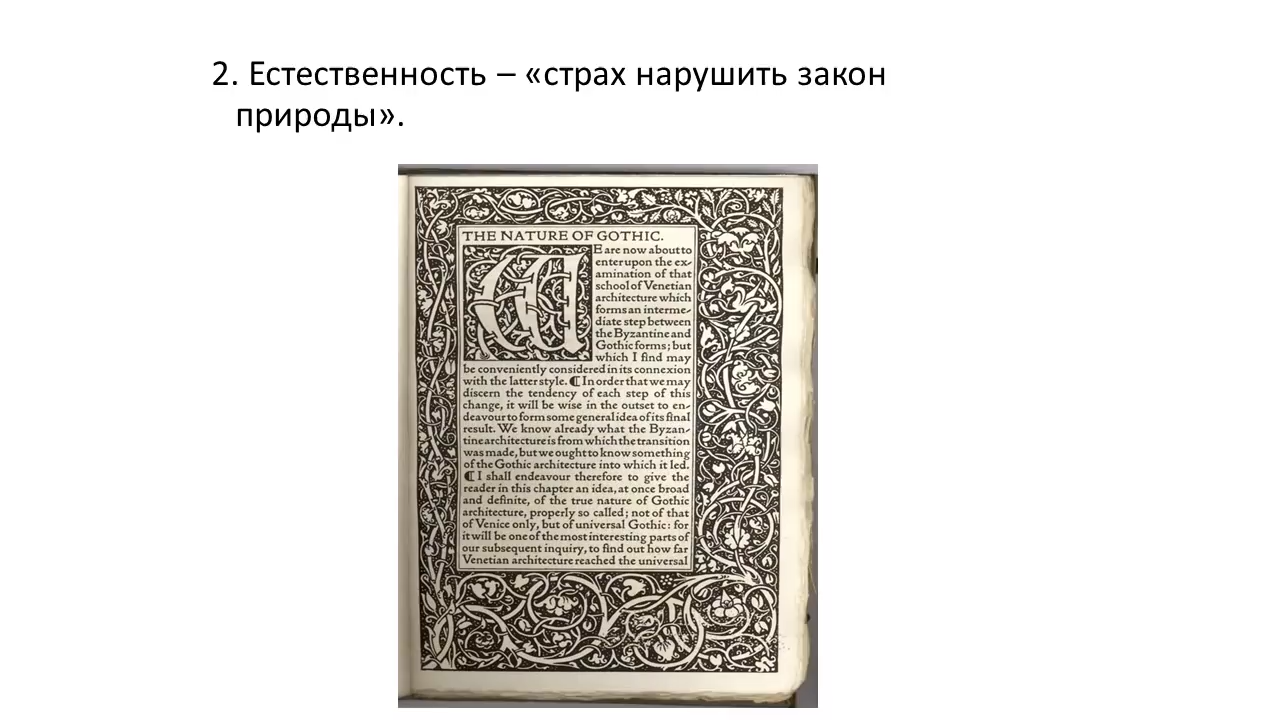 2. Естественность – «страх нарушить закон
природы».
THE NATURE OF GOTHIC.
WE are now about to
enter upon the ex-
amination of that
school of Venetian
architecture which
forms an interme-
diate step between
the Byzantine and
Gothic forms; but
which I find may
be conveniently considered in its connexion
with the latter style. ¶ In order that we may
discern the tendency of each step of this
change, it will be wise in the outset to en-
deavour to form some general idea of its final
result. We know already what the Byzan-
tine architecture is from which the transition
was made, but we ought to know something
of the Gothic architecture into which it led.
¶ I shall endeavour therefore to give the
reader in this chapter an idea, at once broad
and definite, of the true nature of Gothic
architecture, properly so called; not of that
of Venice only, but of universal Gothic: for
it will be one of the most interesting parts of
our subsequent inquiry, to find out how far
Venetian architecture reached the universal